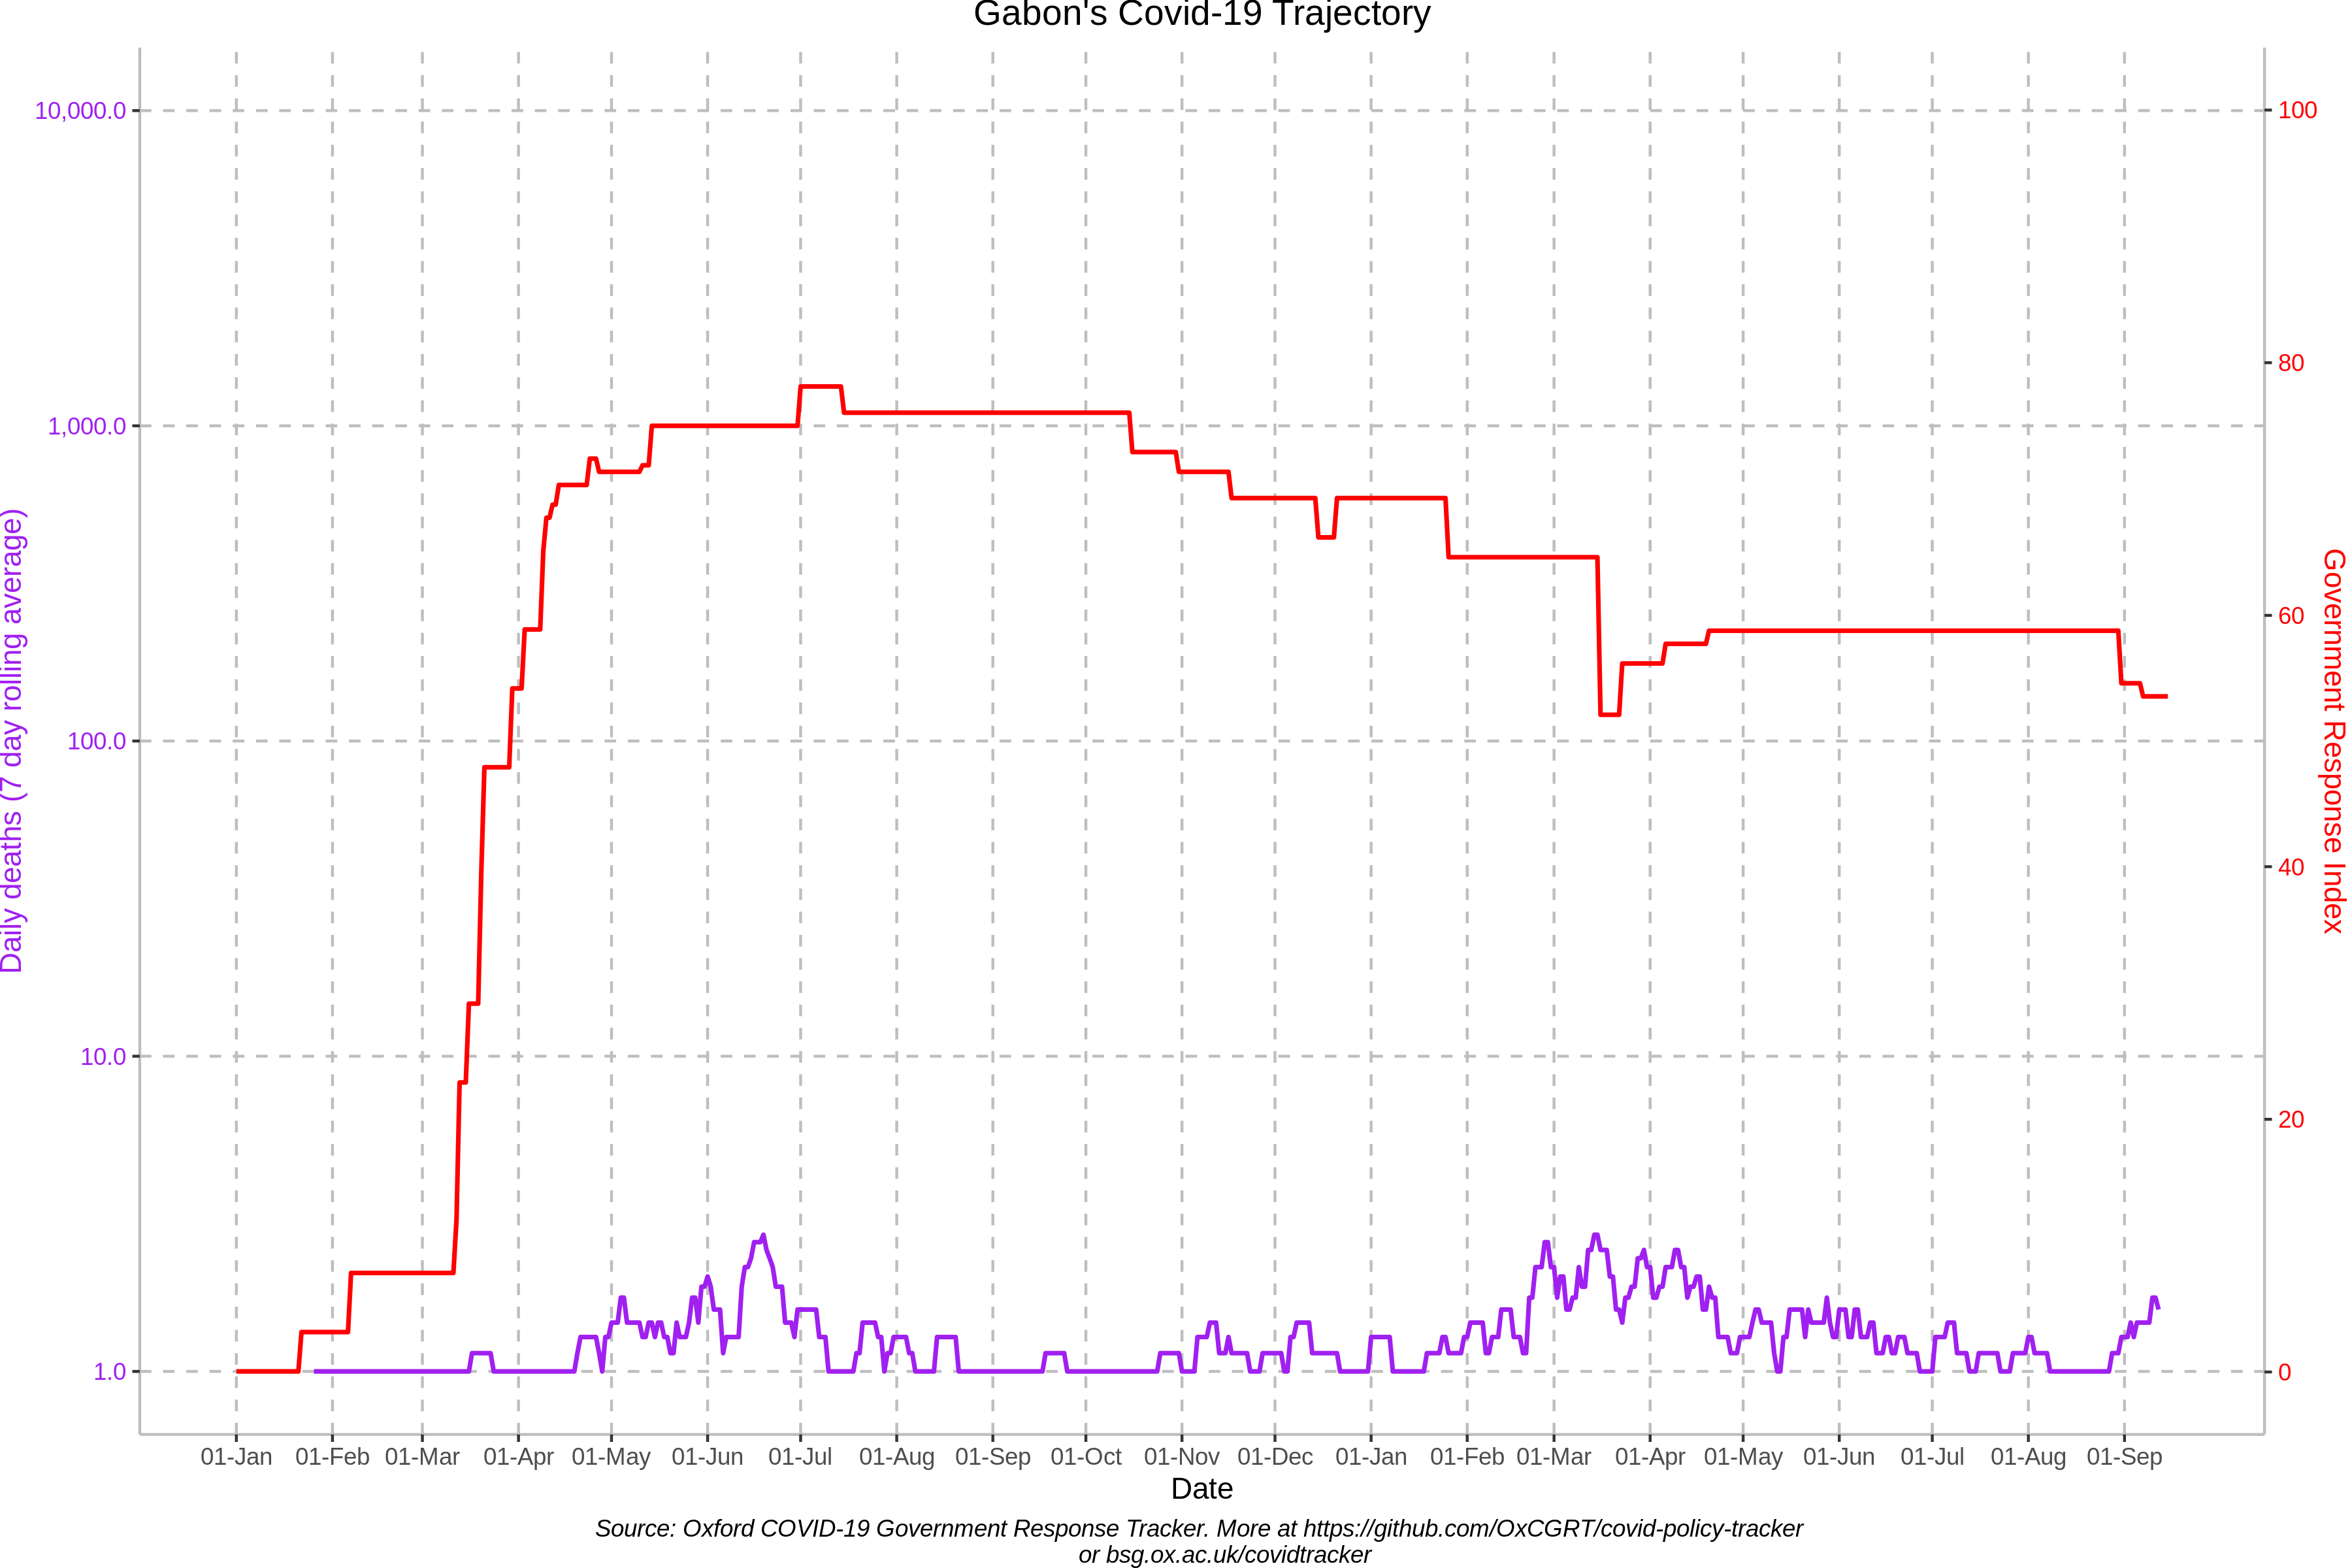 Gabon's Covid-19 Trajectory
10,000.0
1,000.0
100.0
10.0
1.0
Daily deaths (7 day rolling average)
100
80
60
40
20
0
Government Response Index
01-Jan 01-Feb 01-Mar 01-Apr 01-May 01-Jun 01-Jul 01-Aug 01-Sep 01-Oct 01-Nov 01-Dec 01-Jan 01-Feb 01-Mar 01-Apr 01-May 01-Jun 01-Jul 01-Aug 01-Sep
Date
Source: Oxford COVID-19 Government Response Tracker. More at https://github.com/OxCGRT/covid-policy-tracker
or bsg.ox.ac.uk/covidtracker